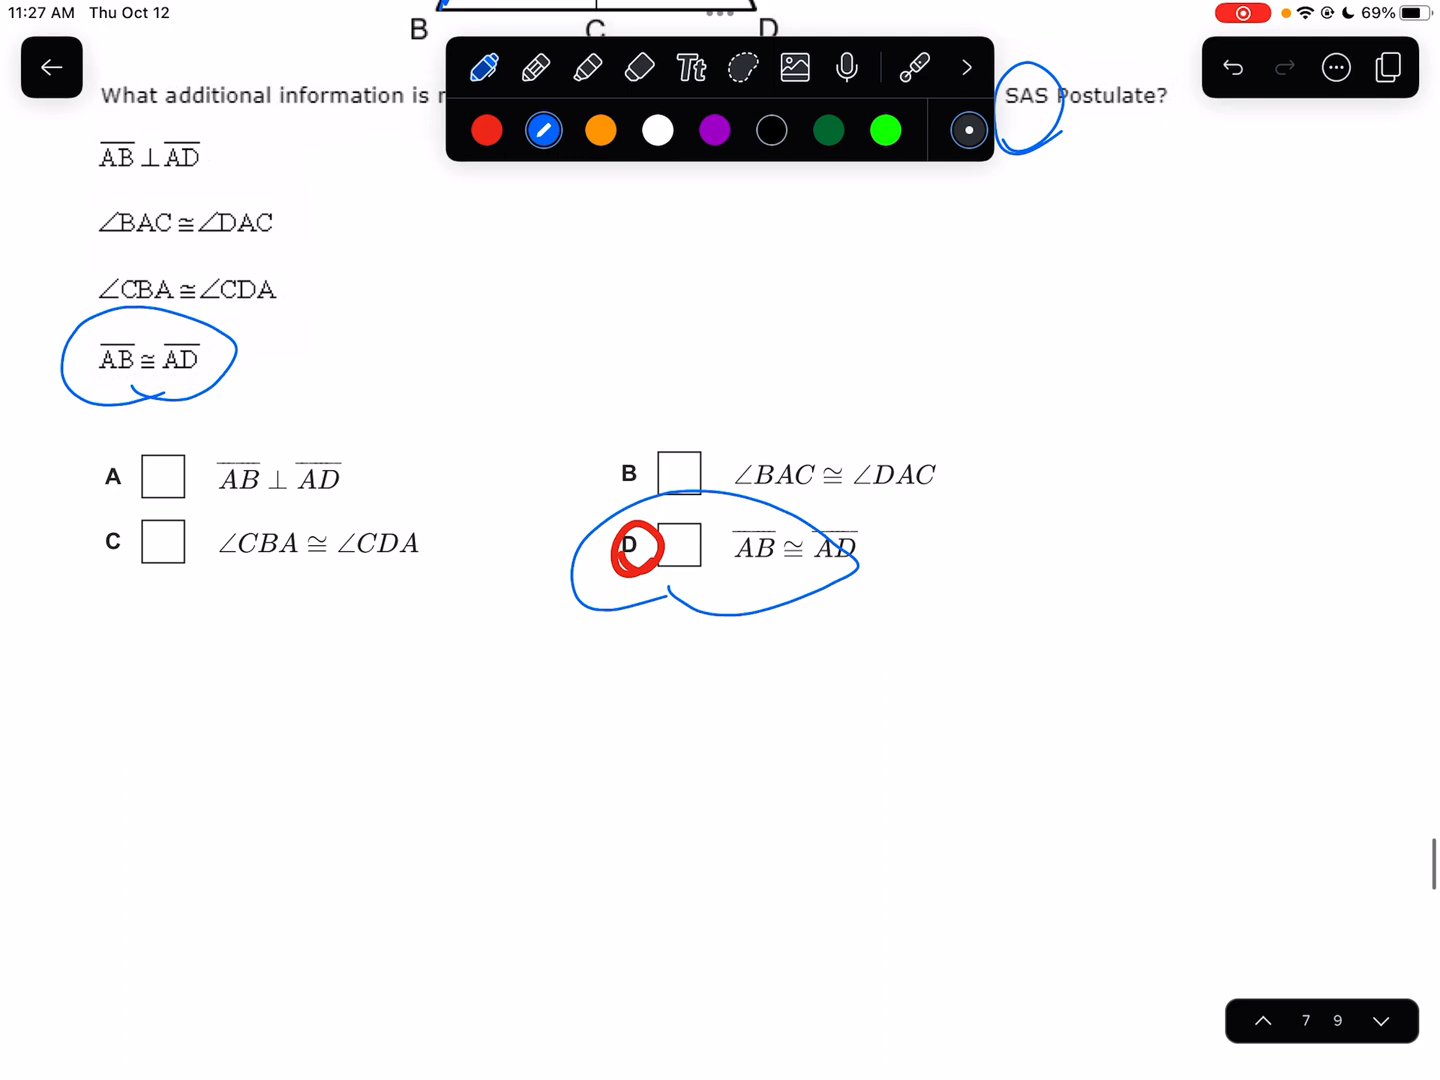 11:27 AM Thu Oct 12
69%
B C D
What additional information is
SAS Postulate?
AB ⊥ AD
∠BAC ≅ ∠DAC
∠CBA ≅ ∠CDA
AB ≅ AD
A AB ⊥ AD
B ∠BAC ≅ ∠DAC
C ∠CBA ≅ ∠CDA
D AB ≅ AD
Tt
7 9